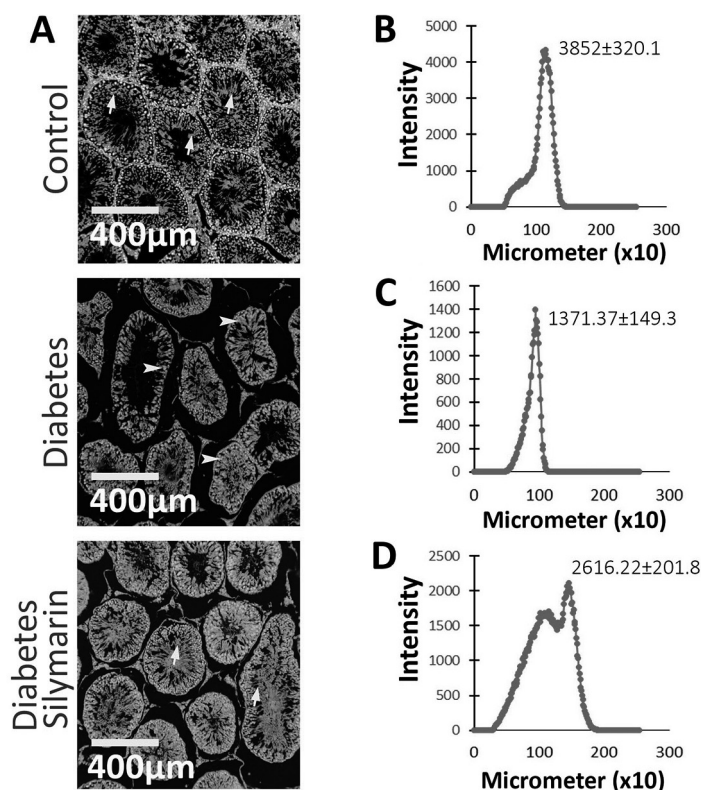 A
Control
400µm
Diabetes
400µm
Diabetes
Silymarin
400µm
B
3852±320.1
Intensity
5000
4000
3000
2000
1000
0
0 100 200 300
Micrometer (x10)
C
1371.37±149.3
Intensity
1600
1400
1200
1000
800
600
400
200
0
0 100 200 300
Micrometer (x10)
D
2616.22±201.8
Intensity
2500
2000
1500
1000
500
0
0 100 200 300
Micrometer (x10)